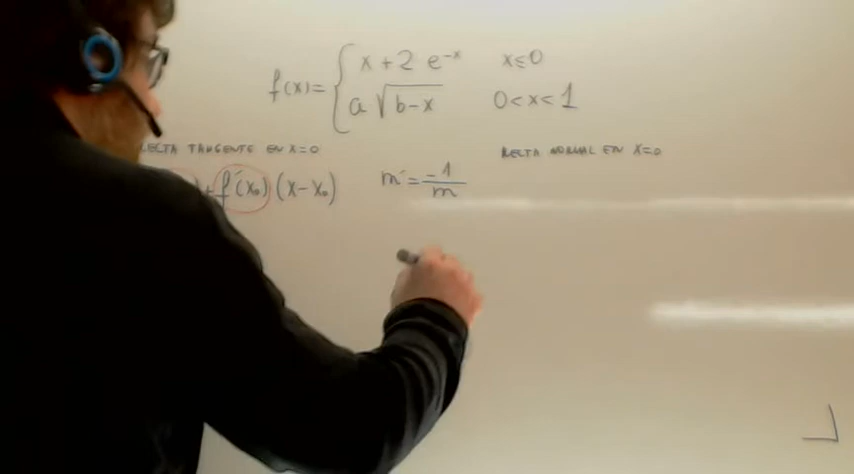 f(x)= { x + 2 e^-x x≤0
a √b-x 0<x<1
RECTA TANGENTE EN X=0
RECTA NORMAL EN X=0
+ f'(x₀) (x-x₀) m' = -1/m